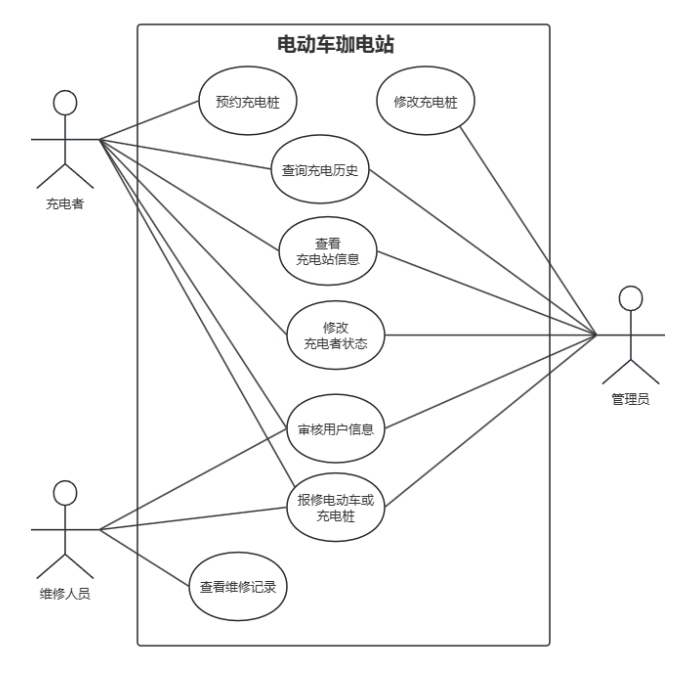 电动车珈电站
预约充电桩
修改充电桩
查询充电历史
充电者
查看
充电站信息
修改
充电者状态
管理员
审核用户信息
报修电动车或
充电桩
查看维修记录
维修人员